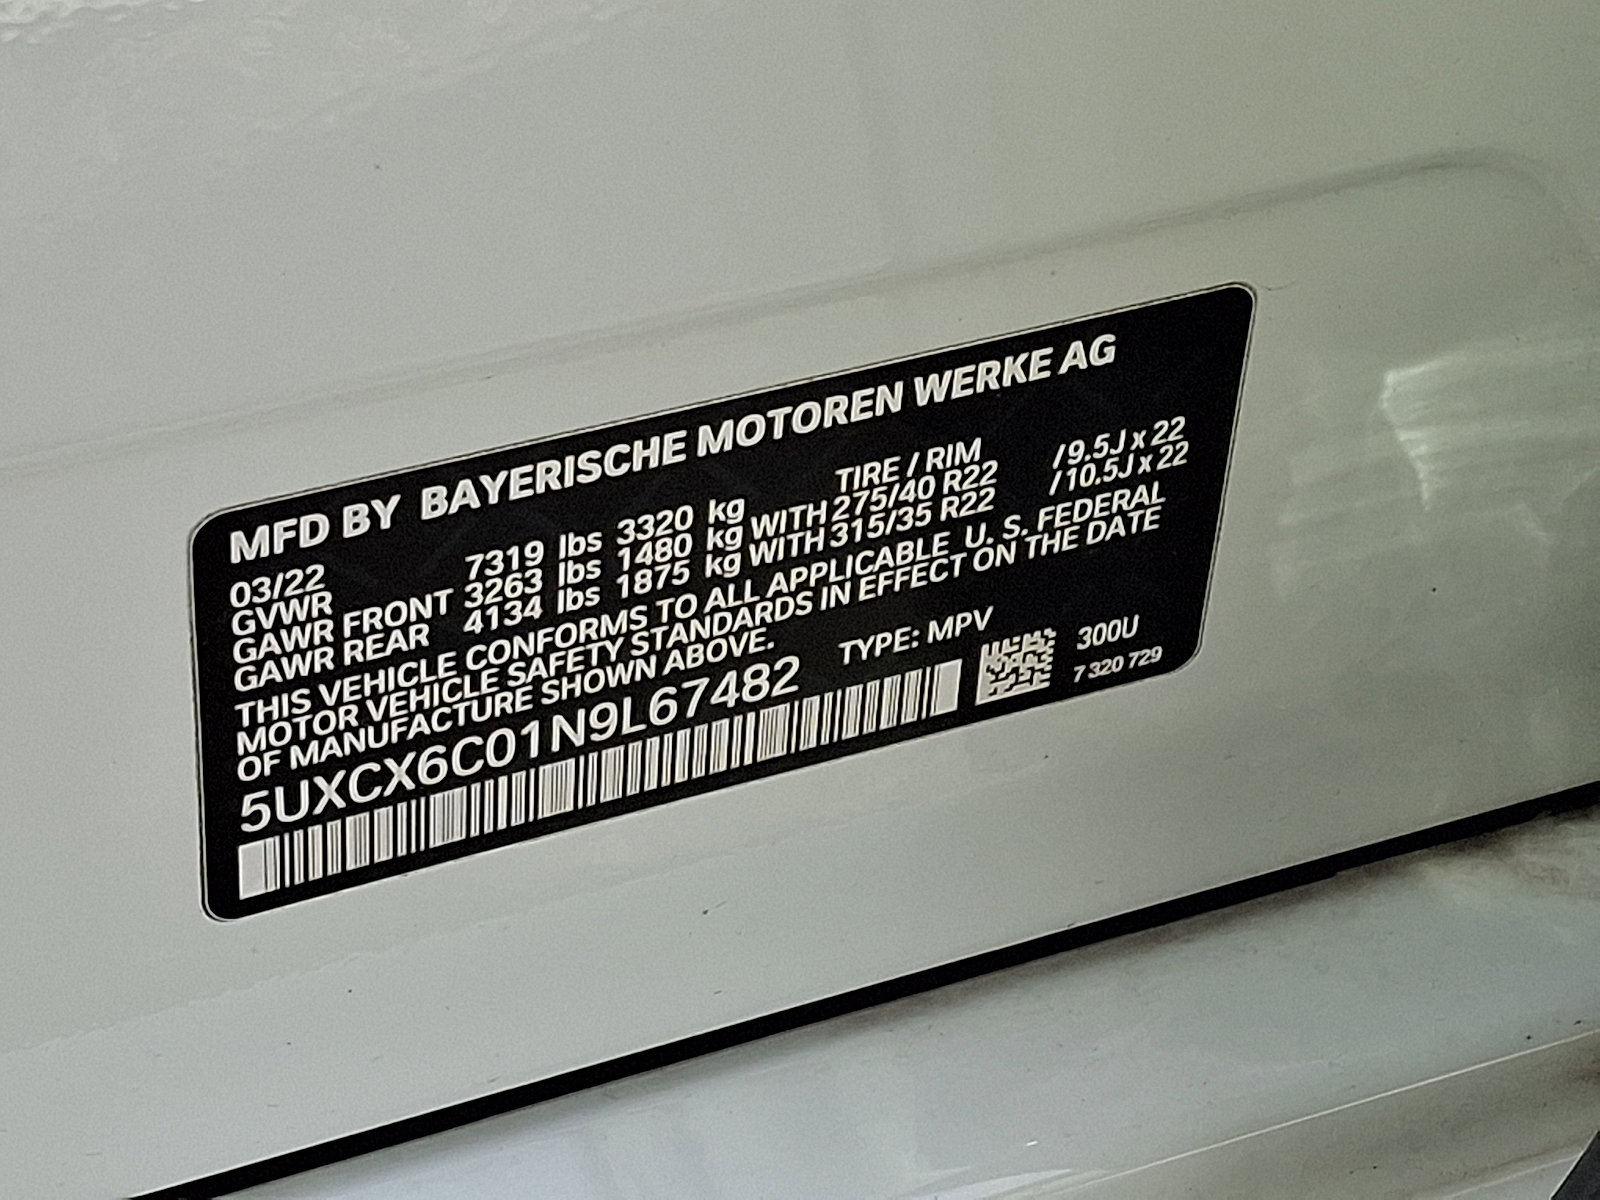 MFD BY BAYERISCHE MOTOREN WERKE AG
03/22 TIRE / RIM
GVWR 7319 lbs 3320 kg
GAWR FRONT 3263 lbs 1480 kg WITH 275/40 R22 /9.5J x 22
GAWR REAR 4134 lbs 1875 kg WITH 315/35 R22 /10.5J x 22
THIS VEHICLE CONFORMS TO ALL APPLICABLE U. S. FEDERAL
MOTOR VEHICLE SAFETY STANDARDS IN EFFECT ON THE DATE
OF MANUFACTURE SHOWN ABOVE.
5UXCX6C01N9L67482 TYPE: MPV
300U
7 320 729